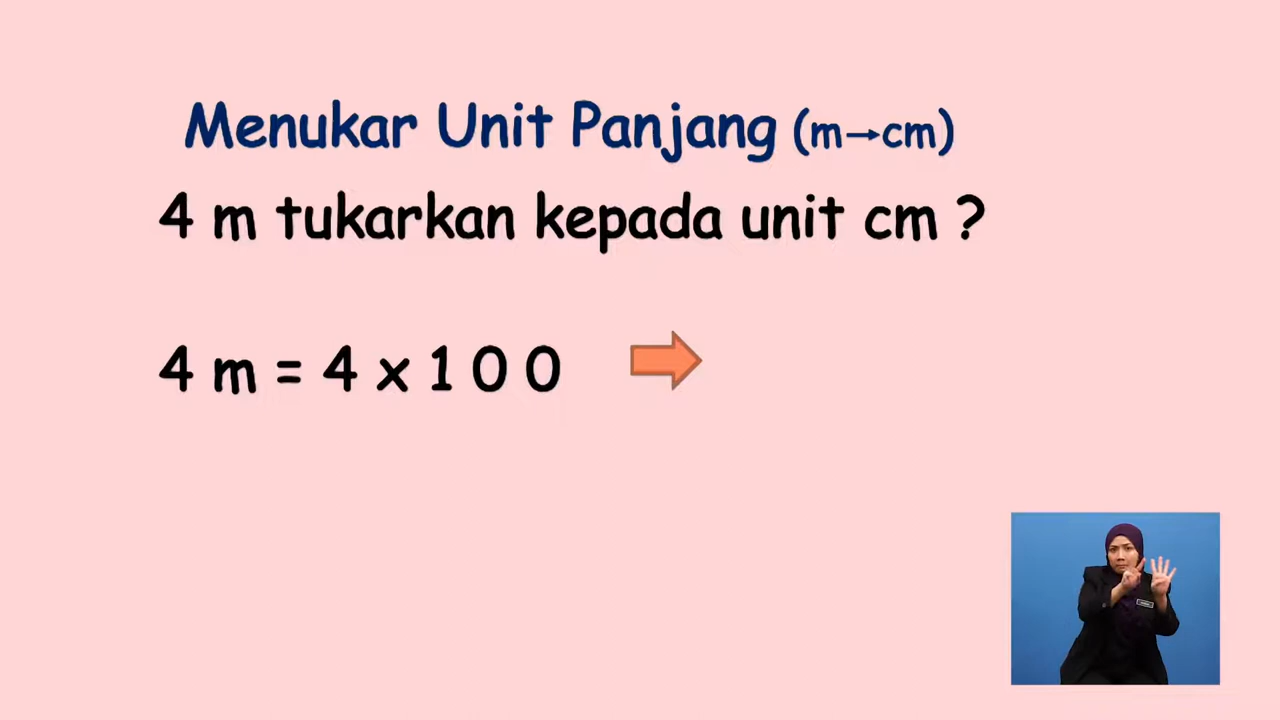 Menukar Unit Panjang (m→cm)
4 m tukarkan kepada unit cm ?
4 m = 4 x 1 0 0